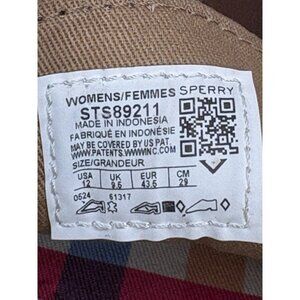 WOMENS/FEMMES SPERRY
STS89211
MADE IN INDONESIA
FABRIQUÉ EN INDONÉSIE
MAY BE COVERED BY US PAT.
WWW.PATENTS.WWWINC.COM
SIZE/GRANDEUR
USA EUR CM
12 9.5 43.5 29
0524 61317